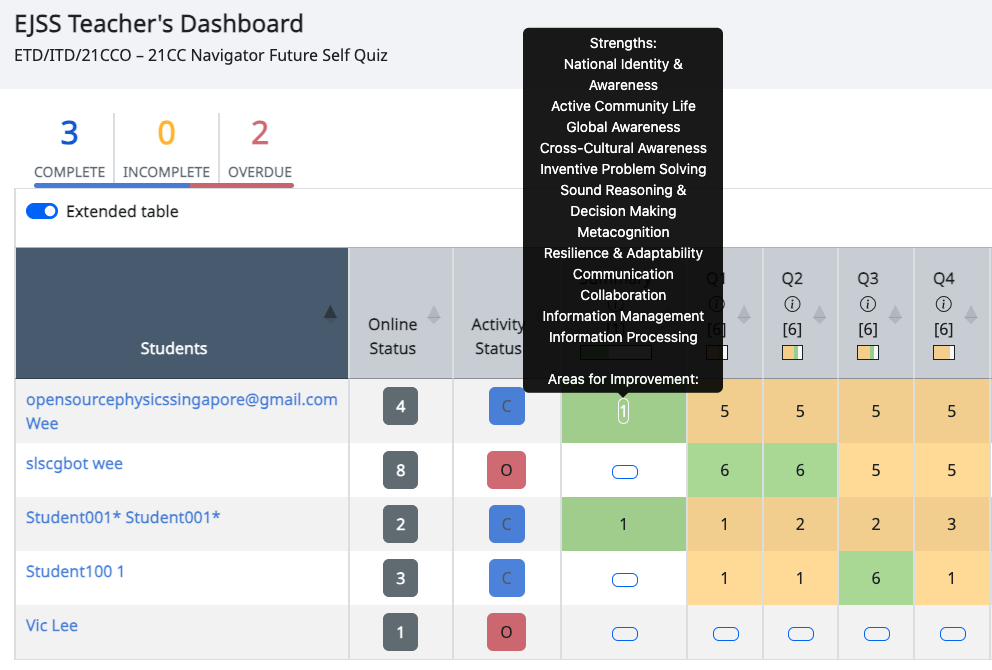 EJSS Teacher's Dashboard
ETD/ITD/21CCO – 21CC Navigator Future Self Quiz
3 0 2
COMPLETE INCOMPLETE OVERDUE
Extended table
Strengths:
National Identity &
Awareness
Active Community Life
Global Awareness
Cross-Cultural Awareness
Inventive Problem Solving
Sound Reasoning &
Decision Making
Metacognition
Resilience & Adaptability
Communication
Collaboration
Information Management
Information Processing
Areas for Improvement:
Students
Online
Status
Activity
Status
Summary
[1]
Q1
[6]
Q2
[6]
Q3
[6]
Q4
[6]
opensourcephysicssingapore@gmail.com
Wee
4 C 1 5 5 5 5
slscgbot wee 8 O 6 6 5 5
Student001* Student001* 2 C 1 1 2 2 3
Student100 1 3 C 1 1 6 1
Vic Lee 1 O